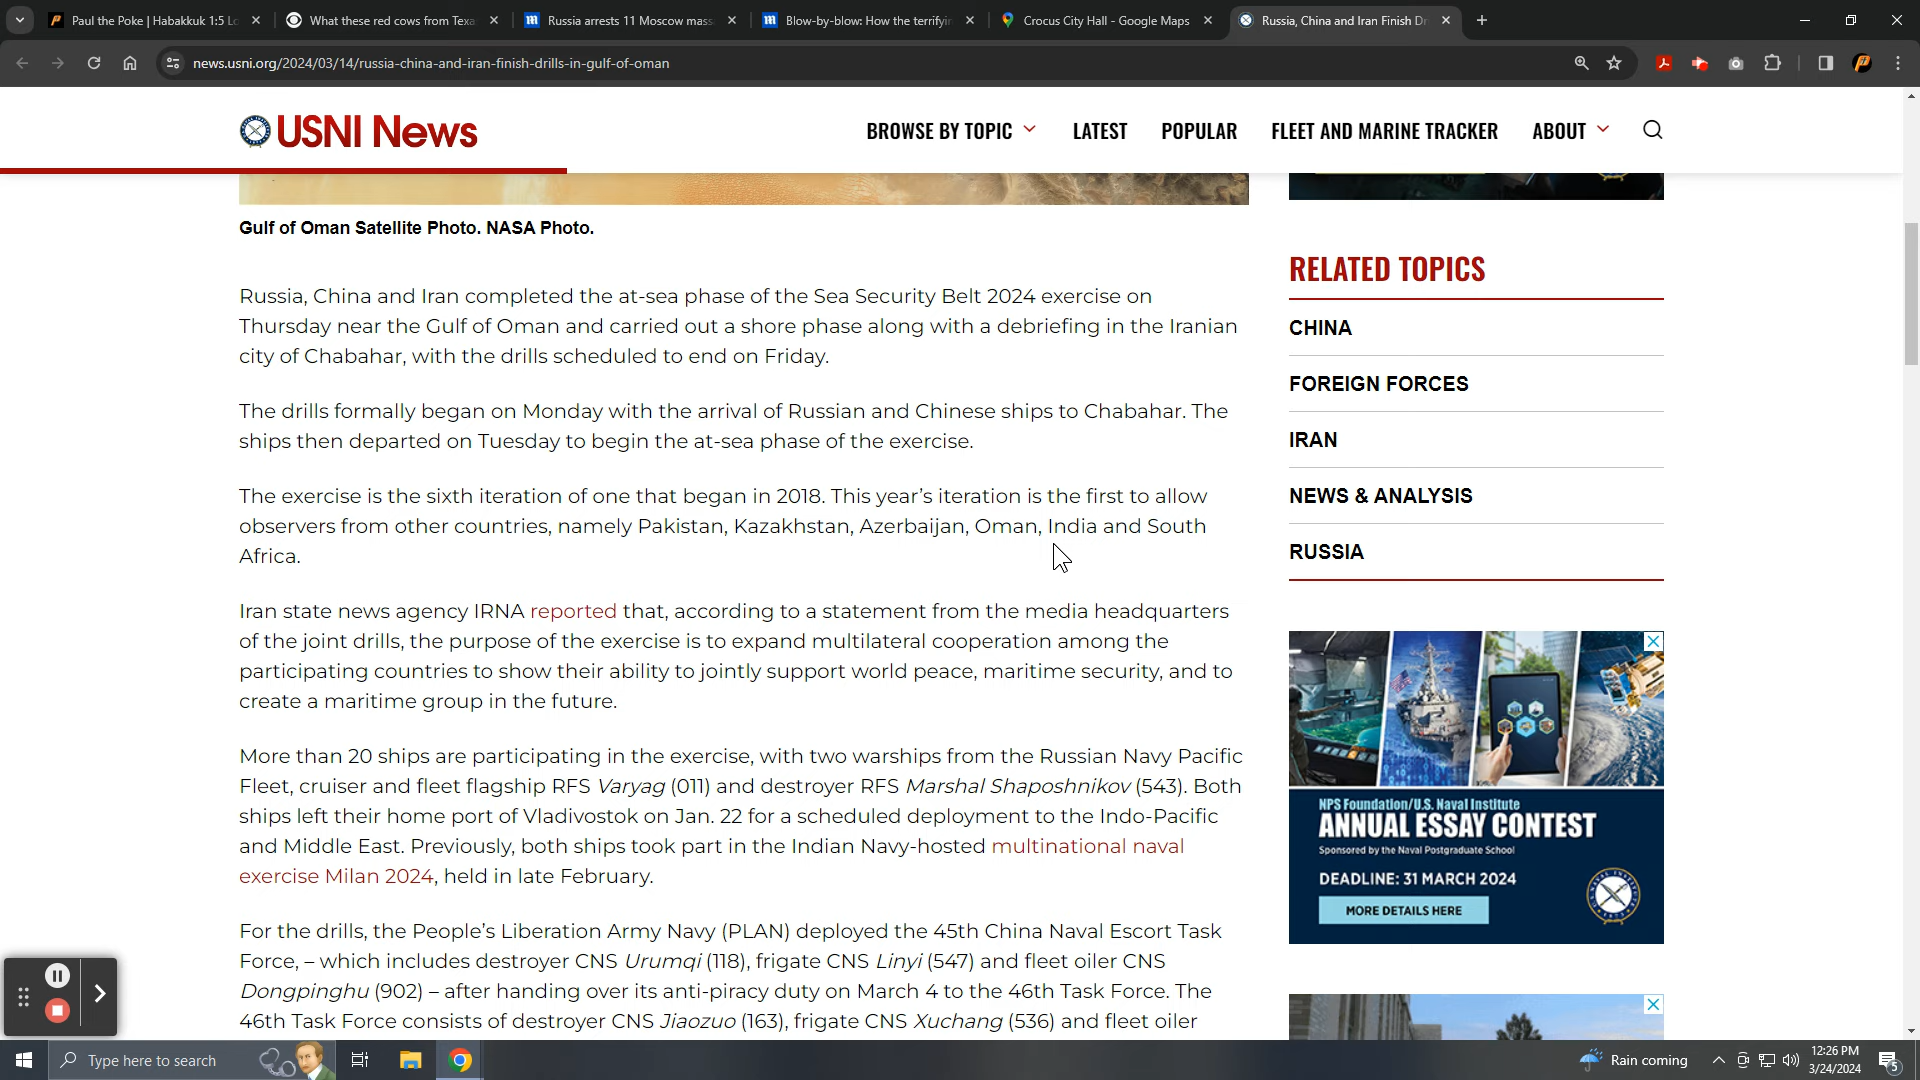 Paul the Poke | Habakkuk 1:5 Lo
What these red cows from Texa
Russia arrests 11 Moscow mass
Blow-by-blow: How the terrifyin
Crocus City Hall - Google Maps
Russia, China and Iran Finish Dr
news.usni.org/2024/03/14/russia-china-and-iran-finish-drills-in-gulf-of-oman
USNI News
BROWSE BY TOPIC
LATEST
POPULAR
FLEET AND MARINE TRACKER
ABOUT
Gulf of Oman Satellite Photo. NASA Photo.
Russia, China and Iran completed the at-sea phase of the Sea Security Belt 2024 exercise on
Thursday near the Gulf of Oman and carried out a shore phase along with a debriefing in the Iranian
city of Chabahar, with the drills scheduled to end on Friday.
The drills formally began on Monday with the arrival of Russian and Chinese ships to Chabahar. The
ships then departed on Tuesday to begin the at-sea phase of the exercise.
The exercise is the sixth iteration of one that began in 2018. This year's iteration is the first to allow
observers from other countries, namely Pakistan, Kazakhstan, Azerbaijan, Oman, India and South
Africa.
Iran state news agency IRNA reported that, according to a statement from the media headquarters
of the joint drills, the purpose of the exercise is to expand multilateral cooperation among the
participating countries to show their ability to jointly support world peace, maritime security, and to
create a maritime group in the future.
More than 20 ships are participating in the exercise, with two warships from the Russian Navy Pacific
Fleet, cruiser and fleet flagship RFS Varyag (011) and destroyer RFS Marshal Shaposhnikov (543). Both
ships left their home port of Vladivostok on Jan. 22 for a scheduled deployment to the Indo-Pacific
and Middle East. Previously, both ships took part in the Indian Navy-hosted multinational naval
exercise Milan 2024, held in late February.
For the drills, the People's Liberation Army Navy (PLAN) deployed the 45th China Naval Escort Task
Force, – which includes destroyer CNS Urumqi (118), frigate CNS Linyi (547) and fleet oiler CNS
Dongpinghu (902) – after handing over its anti-piracy duty on March 4 to the 46th Task Force. The
46th Task Force consists of destroyer CNS Jiaozuo (163), frigate CNS Xuchang (536) and fleet oiler
RELATED TOPICS
CHINA
FOREIGN FORCES
IRAN
NEWS & ANALYSIS
RUSSIA
NPS Foundation/U.S. Naval Institute
ANNUAL ESSAY CONTEST
Sponsored by the Naval Postgraduate School
DEADLINE: 31 MARCH 2024
MORE DETAILS HERE
Type here to search
Rain coming
12:26 PM
3/24/2024
5